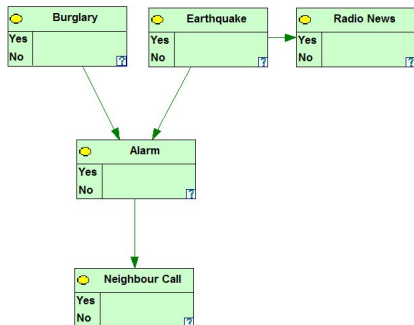 Burglary
Yes
No
?
Earthquake
Yes
No
?
Radio News
Yes
No
?
Alarm
Yes
No
?
Neighbour Call
Yes
No
?